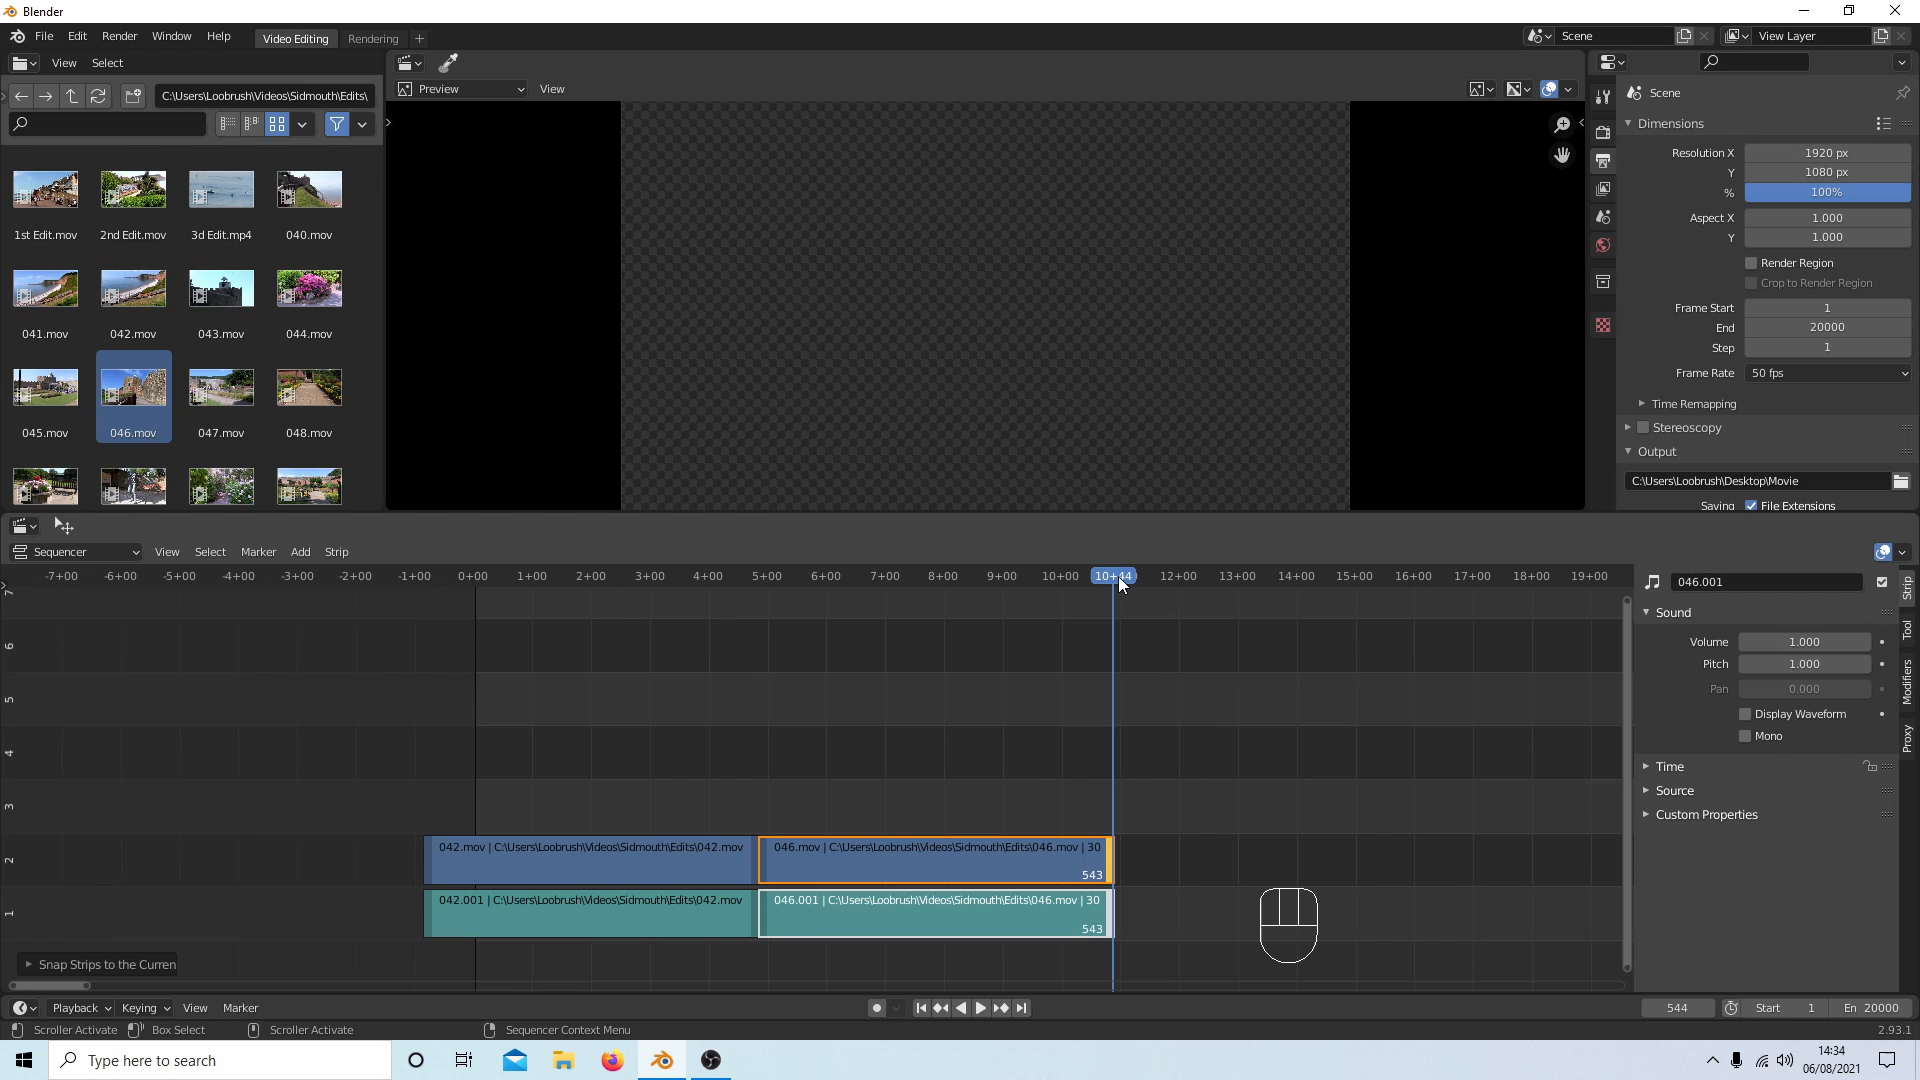 Blender
File Edit Render Window Help Video Editing Rendering + Scene View Layer
View Select
C:\Users\Loobrush\Videos\Sidmouth\Edits\
Preview View
Scene
Dimensions
Resolution X 1920 px
Y 1080 px
% 100%
Aspect X 1.000
Y 1.000
Render Region
Crop to Render Region
Frame Start 1
End 20000
Step 1
Frame Rate 50 fps
Time Remapping
Stereoscopy
Output
C:\Users\Loobrush\Desktop\Movie
Saving File Extensions
1st Edit.mov 2nd Edit.mov 3d Edit.mp4 040.mov
041.mov 042.mov 043.mov 044.mov
045.mov 046.mov 047.mov 048.mov
Sequencer View Select Marker Add Strip
-7+00 -6+00 -5+00 -4+00 -3+00 -2+00 -1+00 0+00 1+00 2+00 3+00 4+00 5+00 6+00 7+00 8+00 9+00 10+00 10+44 12+00 13+00 14+00 15+00 16+00 17+00 18+00 19+00
7
6
5
4
3
2
1
042.mov | C:\Users\Loobrush\Videos\Sidmouth\Edits\042.mov
046.mov | C:\Users\Loobrush\Videos\Sidmouth\Edits\046.mov | 30
543
042.001 | C:\Users\Loobrush\Videos\Sidmouth\Edits\042.mov
046.001 | C:\Users\Loobrush\Videos\Sidmouth\Edits\046.mov | 30
543
Snap Strips to the Curren
046.001
Sound
Volume 1.000
Pitch 1.000
Pan 0.000
Display Waveform
Mono
Time
Source
Custom Properties
Strip
Tool
Modifiers
Proxy
Playback Keying View Marker 544 Start 1 En 20000
Scroller Activate Box Select Scroller Activate Sequencer Context Menu 2.93.1
Type here to search
14:34
06/08/2021